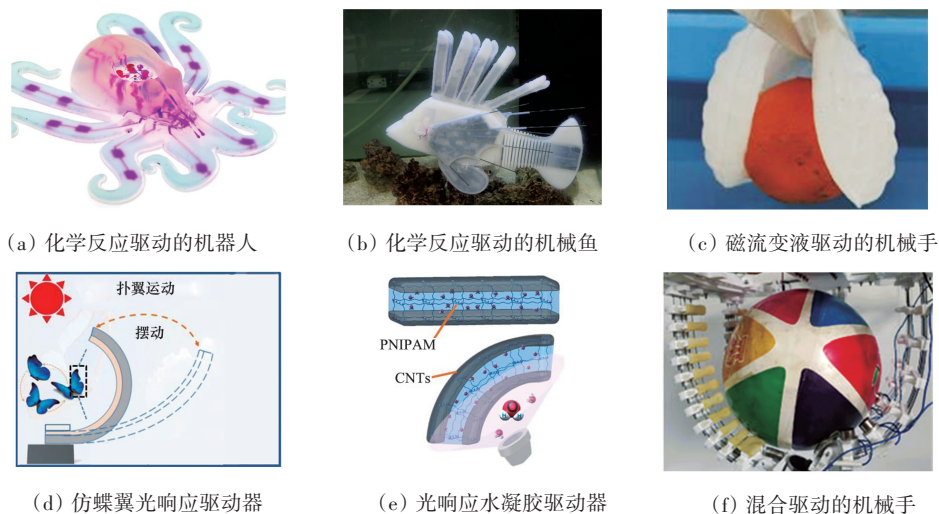 (a) 化学反应驱动的机器人
(b) 化学反应驱动的机械鱼
(c) 磁流变液驱动的机械手
扑翼运动
摆动
PNIPAM
CNTs
(d) 仿蝶翼光响应驱动器
(e) 光响应水凝胶驱动器
(f) 混合驱动的机械手